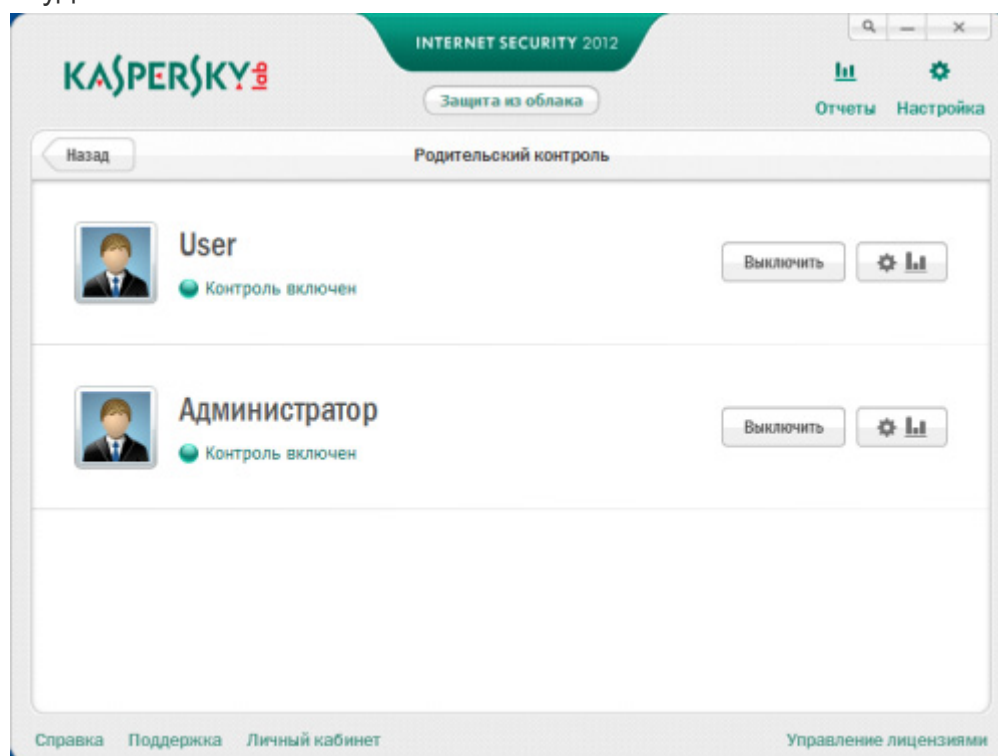 INTERNET SECURITY 2012
KASPERSKY lab
Защита из облака
Отчеты Настройка
Назад
Родительский контроль
User
Контроль включен
Выключить
Администратор
Контроль включен
Выключить
Справка Поддержка Личный кабинет Управление лицензиями